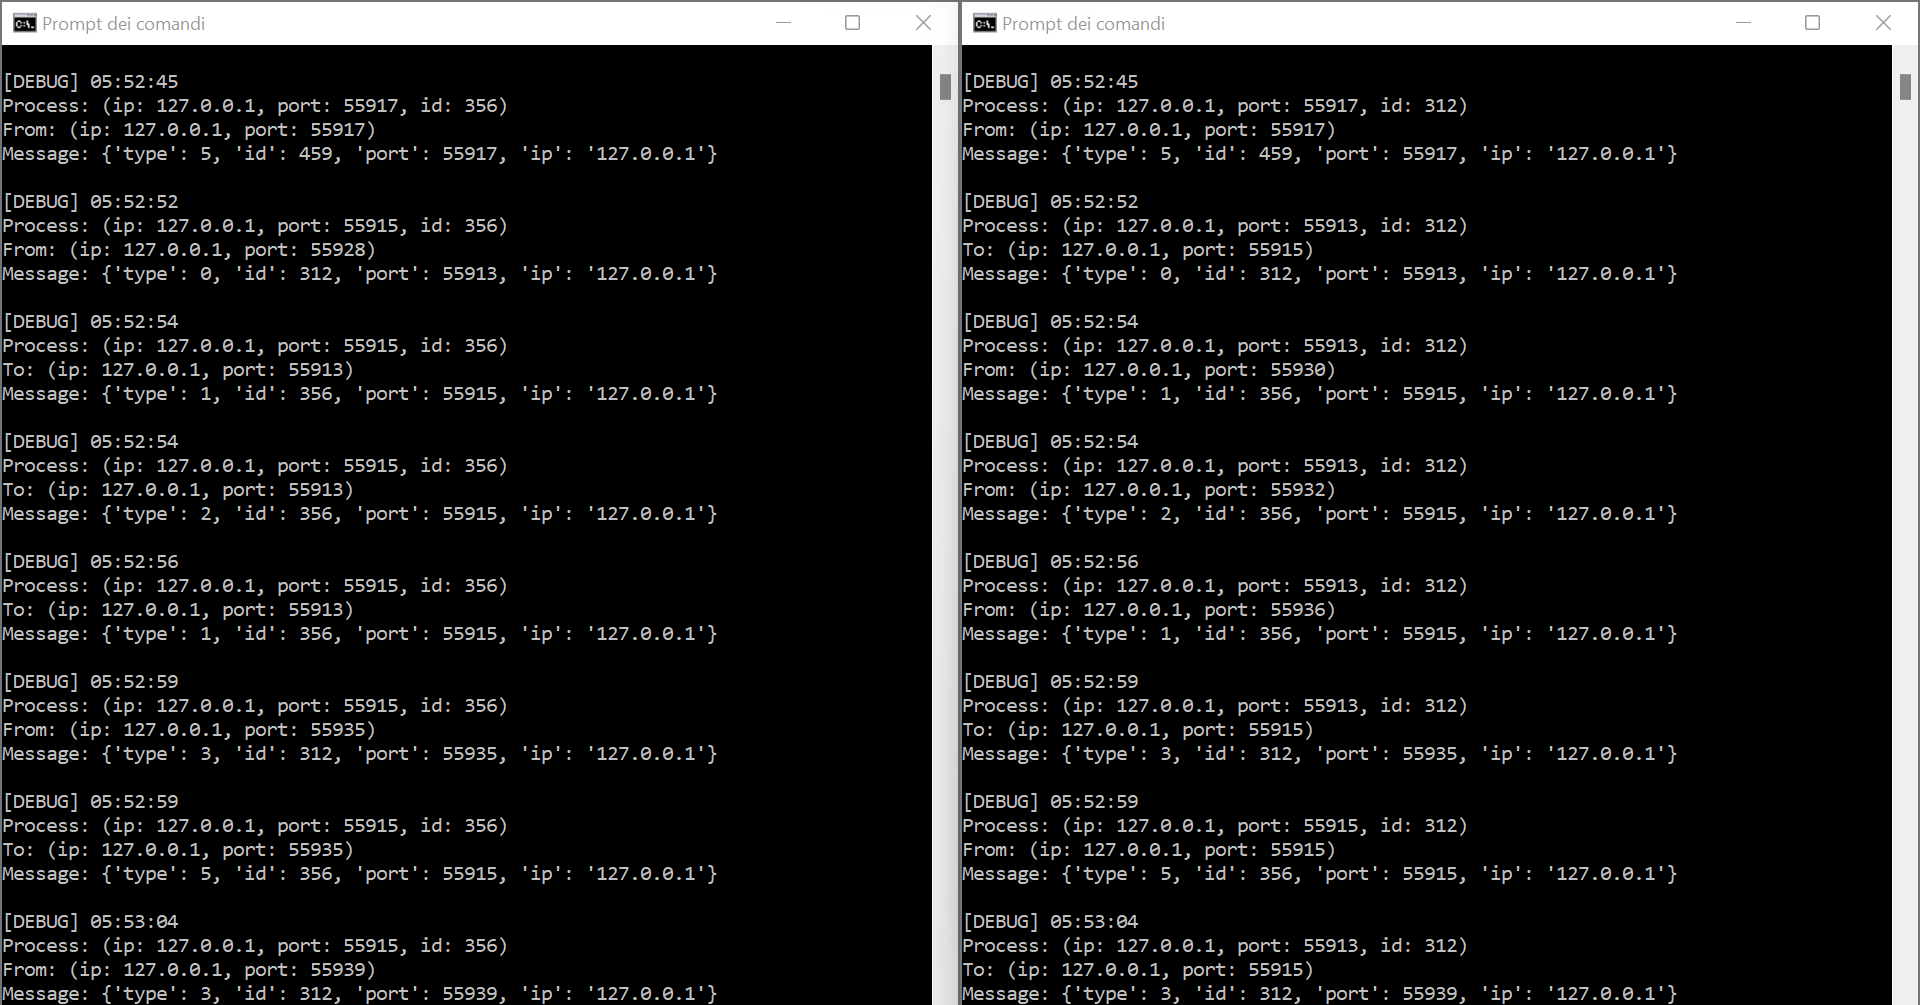 Prompt dei comandi
[DEBUG] 05:52:45
Process: (ip: 127.0.0.1, port: 55917, id: 356)
From: (ip: 127.0.0.1, port: 55917)
Message: {'type': 5, 'id': 459, 'port': 55917, 'ip': '127.0.0.1'}
[DEBUG] 05:52:52
Process: (ip: 127.0.0.1, port: 55915, id: 356)
From: (ip: 127.0.0.1, port: 55928)
Message: {'type': 0, 'id': 312, 'port': 55913, 'ip': '127.0.0.1'}
[DEBUG] 05:52:54
Process: (ip: 127.0.0.1, port: 55915, id: 356)
To: (ip: 127.0.0.1, port: 55913)
Message: {'type': 1, 'id': 356, 'port': 55915, 'ip': '127.0.0.1'}
[DEBUG] 05:52:54
Process: (ip: 127.0.0.1, port: 55915, id: 356)
To: (ip: 127.0.0.1, port: 55913)
Message: {'type': 2, 'id': 356, 'port': 55915, 'ip': '127.0.0.1'}
[DEBUG] 05:52:56
Process: (ip: 127.0.0.1, port: 55915, id: 356)
To: (ip: 127.0.0.1, port: 55913)
Message: {'type': 1, 'id': 356, 'port': 55915, 'ip': '127.0.0.1'}
[DEBUG] 05:52:59
Process: (ip: 127.0.0.1, port: 55915, id: 356)
From: (ip: 127.0.0.1, port: 55935)
Message: {'type': 3, 'id': 312, 'port': 55935, 'ip': '127.0.0.1'}
[DEBUG] 05:52:59
Process: (ip: 127.0.0.1, port: 55915, id: 356)
To: (ip: 127.0.0.1, port: 55935)
Message: {'type': 5, 'id': 356, 'port': 55915, 'ip': '127.0.0.1'}
[DEBUG] 05:53:04
Process: (ip: 127.0.0.1, port: 55915, id: 356)
From: (ip: 127.0.0.1, port: 55939)
Message: {'type': 3, 'id': 312, 'port': 55939, 'ip': '127.0.0.1'}
Prompt dei comandi
[DEBUG] 05:52:45
Process: (ip: 127.0.0.1, port: 55917, id: 312)
From: (ip: 127.0.0.1, port: 55917)
Message: {'type': 5, 'id': 459, 'port': 55917, 'ip': '127.0.0.1'}
[DEBUG] 05:52:52
Process: (ip: 127.0.0.1, port: 55913, id: 312)
To: (ip: 127.0.0.1, port: 55915)
Message: {'type': 0, 'id': 312, 'port': 55913, 'ip': '127.0.0.1'}
[DEBUG] 05:52:54
Process: (ip: 127.0.0.1, port: 55913, id: 312)
From: (ip: 127.0.0.1, port: 55930)
Message: {'type': 1, 'id': 356, 'port': 55915, 'ip': '127.0.0.1'}
[DEBUG] 05:52:54
Process: (ip: 127.0.0.1, port: 55913, id: 312)
From: (ip: 127.0.0.1, port: 55932)
Message: {'type': 2, 'id': 356, 'port': 55915, 'ip': '127.0.0.1'}
[DEBUG] 05:52:56
Process: (ip: 127.0.0.1, port: 55913, id: 312)
From: (ip: 127.0.0.1, port: 55936)
Message: {'type': 1, 'id': 356, 'port': 55915, 'ip': '127.0.0.1'}
[DEBUG] 05:52:59
Process: (ip: 127.0.0.1, port: 55913, id: 312)
To: (ip: 127.0.0.1, port: 55915)
Message: {'type': 3, 'id': 312, 'port': 55935, 'ip': '127.0.0.1'}
[DEBUG] 05:52:59
Process: (ip: 127.0.0.1, port: 55915, id: 312)
From: (ip: 127.0.0.1, port: 55915)
Message: {'type': 5, 'id': 356, 'port': 55915, 'ip': '127.0.0.1'}
[DEBUG] 05:53:04
Process: (ip: 127.0.0.1, port: 55913, id: 312)
To: (ip: 127.0.0.1, port: 55915)
Message: {'type': 3, 'id': 312, 'port': 55939, 'ip': '127.0.0.1'}